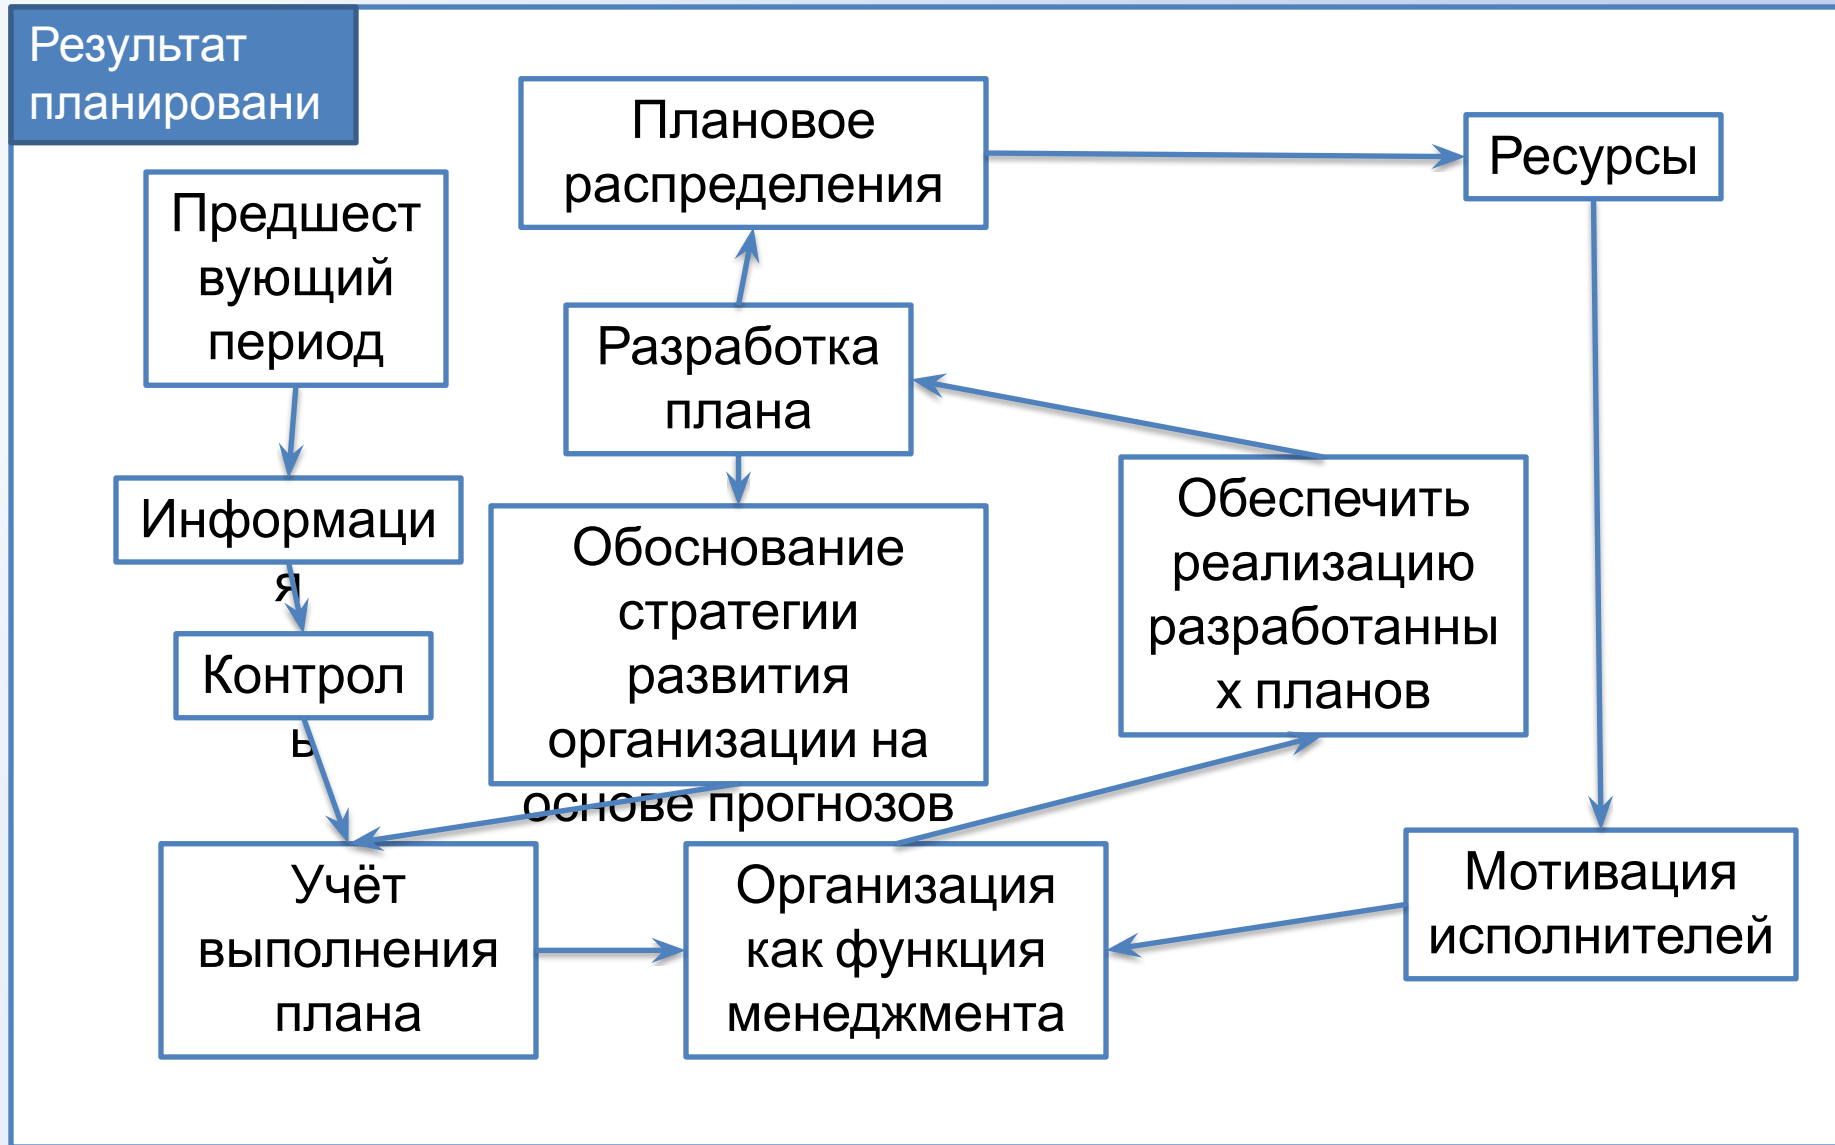 Результат
планировани
Плановое
распределения
Ресурсы
Предшест
вующий
период
Разработка
плана
Информаци
я
Обоснование
стратегии
развития
организации на
основе прогнозов
Обеспечить
реализацию
разработанны
х планов
Контрол
ь
Учёт
выполнения
плана
Организация
как функция
менеджмента
Мотивация
исполнителей